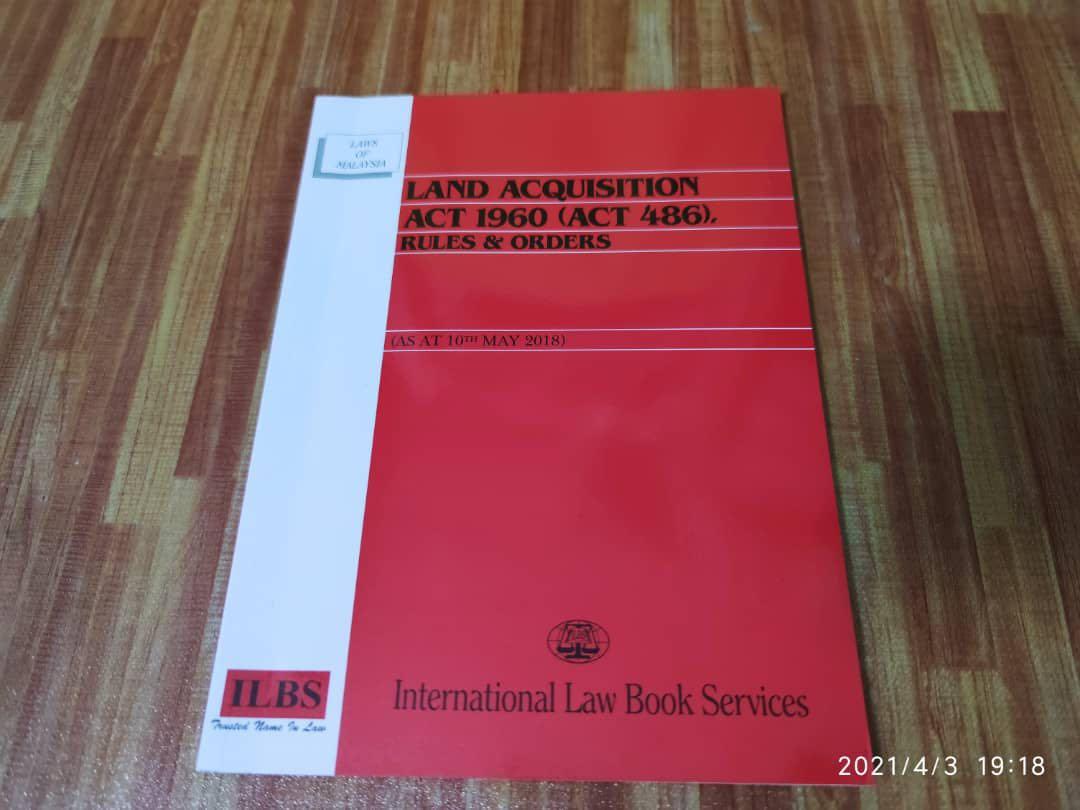 LAWS
OF
MALAYSIA
LAND ACQUISITION
ACT 1960 (ACT 486),
RULES & ORDERS
(AS AT 10TH MAY 2018)
International Law Book Services
ILBS
Trusted Name In Law
2021/4/3 19:18